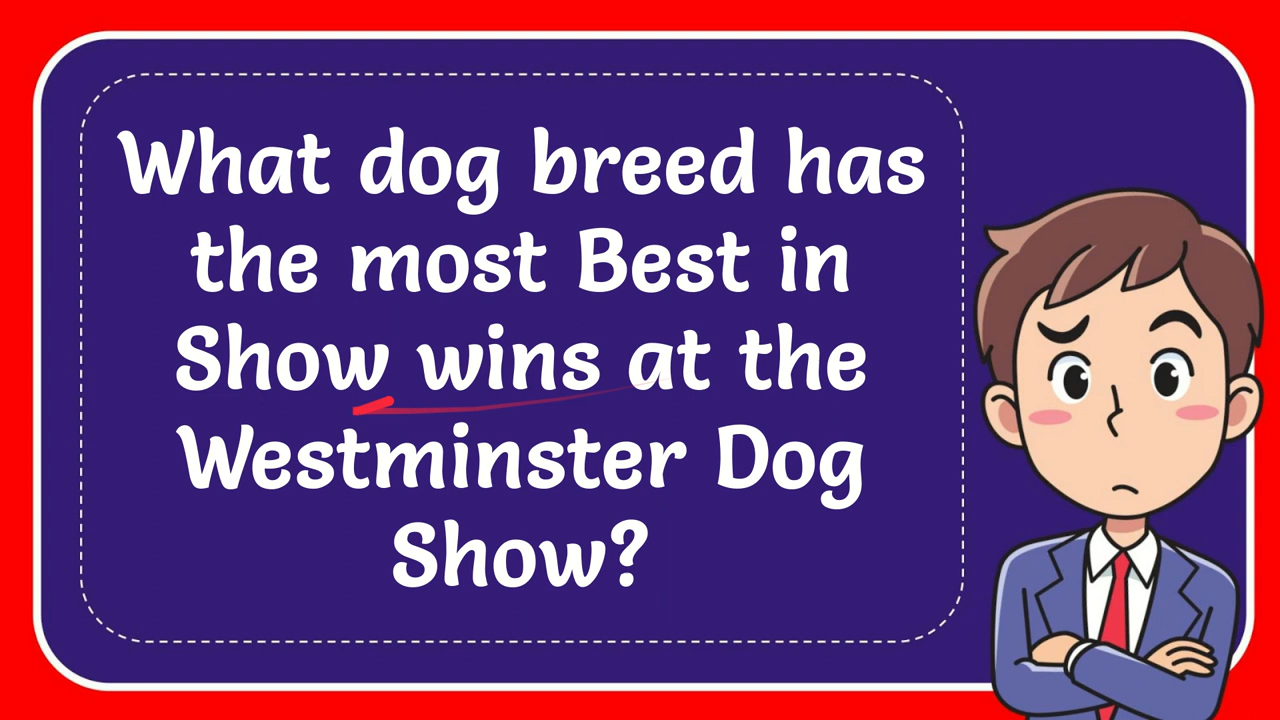 What dog breed has
the most Best in
Show wins at the
Westminster Dog
Show?